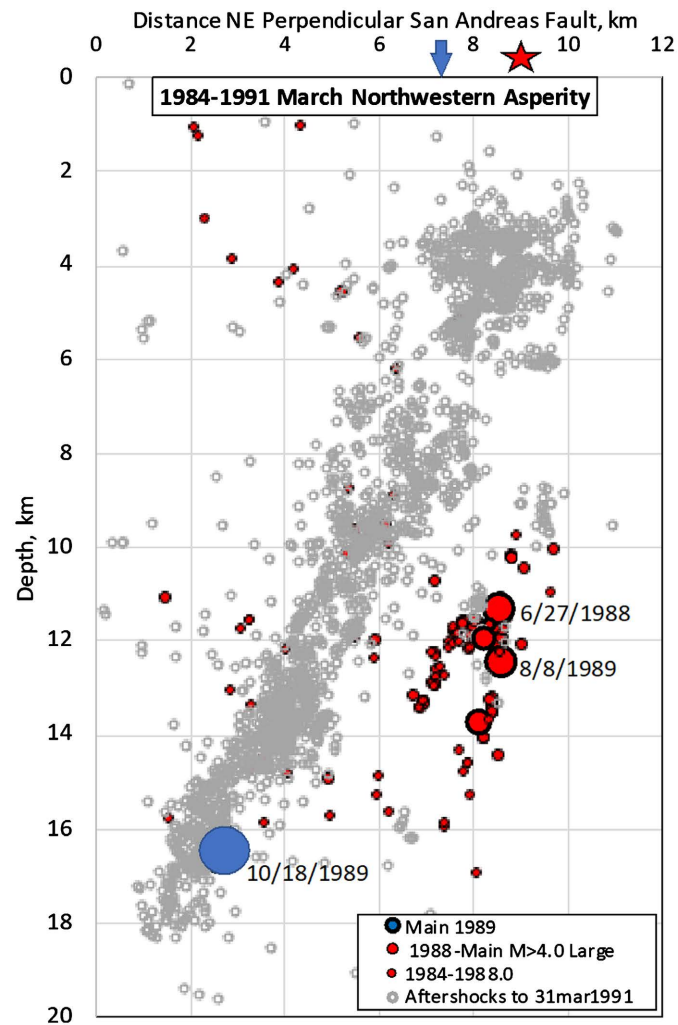 Distance NE Perpendicular San Andreas Fault, km
0 2 4 6 8 10 12
0
1984-1991 March Northwestern Asperity
2
4
6
8
Depth, km
10
6/27/1988
12
8/8/1989
14
16
10/18/1989
18
Main 1989
1988-Main M>4.0 Large
1984-1988.0
Aftershocks to 31mar1991
20